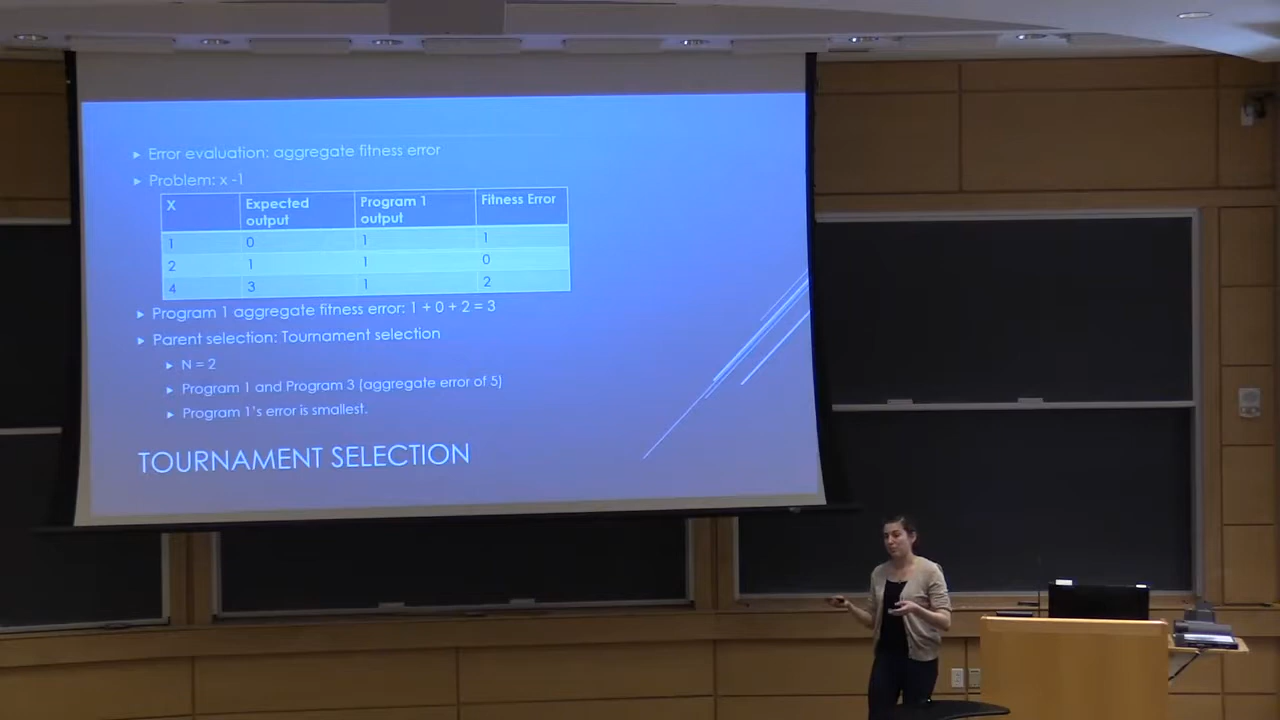 Error evaluation: aggregate fitness error
Problem: x -1
X Expected output Program 1 output Fitness Error
1 0 1 1
2 1 1 0
4 3 1 2
Program 1 aggregate fitness error: 1 + 0 + 2 = 3
Parent selection: Tournament selection
N = 2
Program 1 and Program 3 (aggregate error of 5)
Program 1's error is smallest.
TOURNAMENT SELECTION